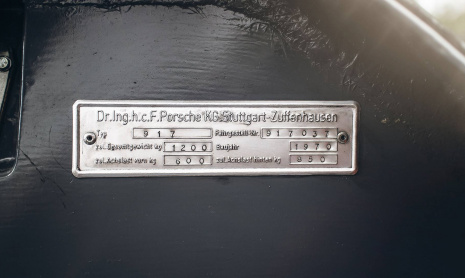 Dr.Ing.h.c.F.Porsche KG Stuttgart-Zuffenhausen
Typ 917 Fahrgestell-Nr. 917037
zul. Gesamtgewicht kg 1200 Baujahr 1970
zul. Achslast vorn kg 600 zul. Achslast hinten kg 850